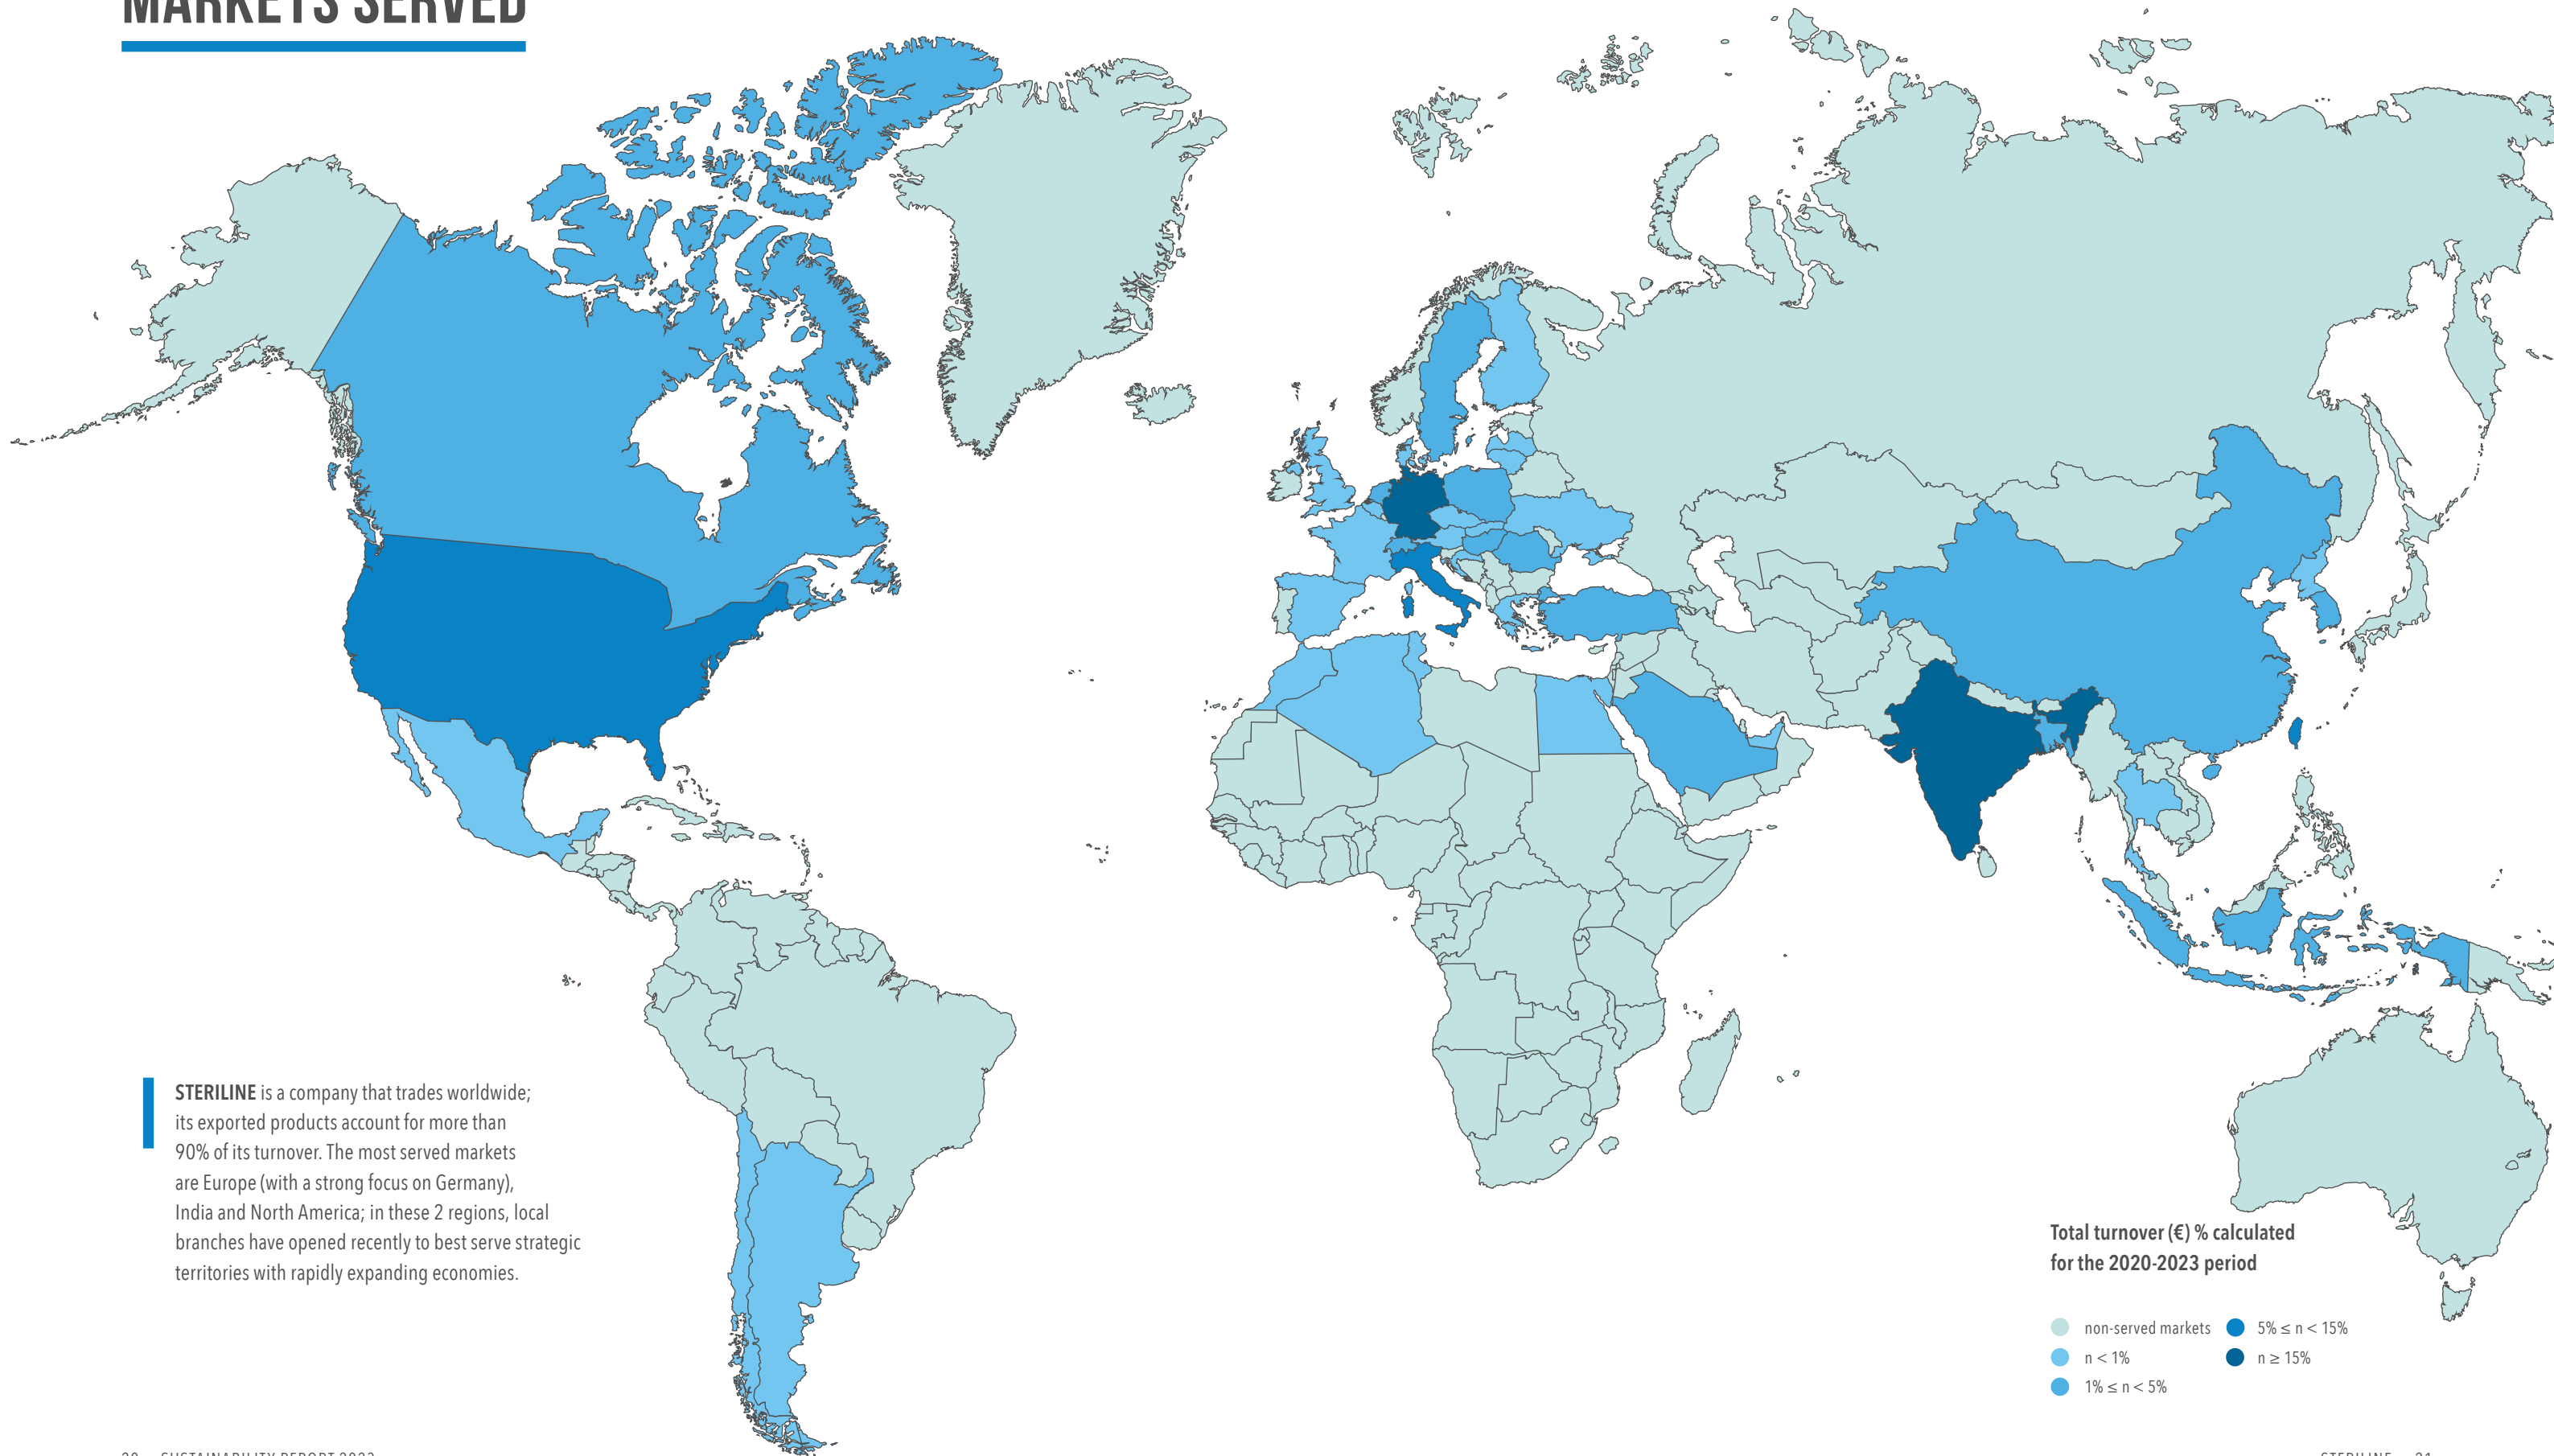 MARKETS SERVED
STERILINE is a company that trades worldwide;
its exported products account for more than
90% of its turnover. The most served markets
are Europe (with a strong focus on Germany),
India and North America; in these 2 regions, local
branches have opened recently to best serve strategic
territories with rapidly expanding economies.
Total turnover (€) % calculated
for the 2020-2023 period
non-served markets
n < 1%
1% ≤ n < 5%
5% ≤ n < 15%
n ≥ 15%
SUSTAINABILITY REPORT 2023
STERILINE